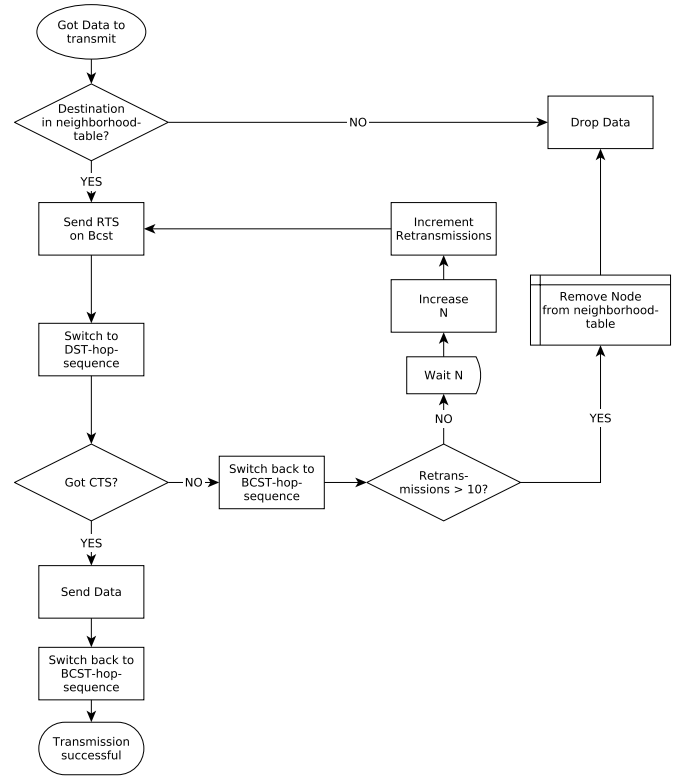 Got Data to
transmit
Destination
in neighborhood-
table?
NO
Drop Data
YES
Send RTS
on Bcst
Increment
Retransmissions
Increase
N
Remove Node
from neighborhood-
table
Switch to
DST-hop-
sequence
Wait N
NO
YES
Got CTS?
NO
Switch back to
BCST-hop-
sequence
Retrans-
missions > 10?
YES
Send Data
Switch back to
BCST-hop-
sequence
Transmission
successful